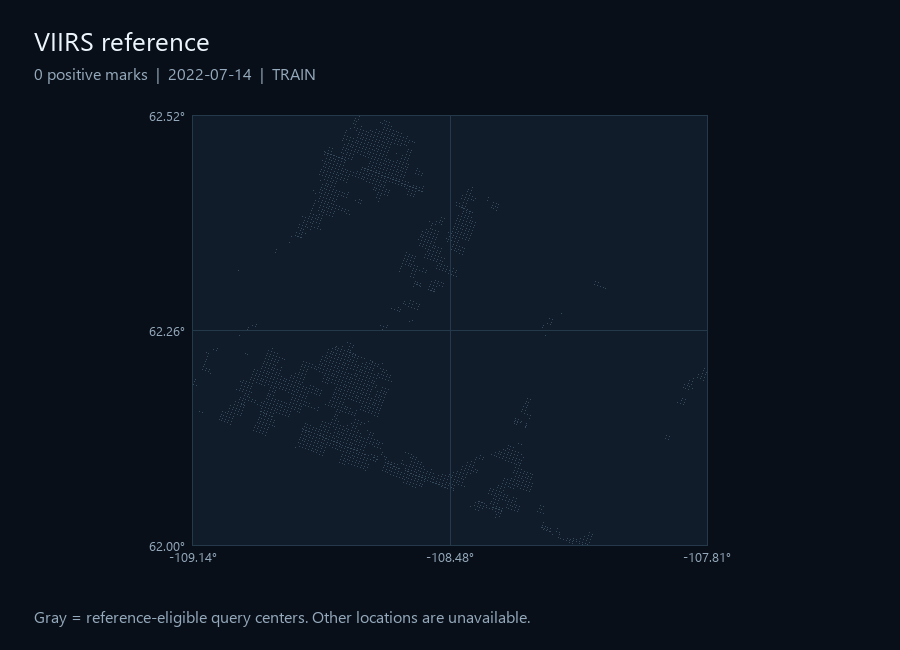 VIIRS reference
0 positive marks | 2022-07-14 | TRAIN
62.52°
62.26°
62.00°
-109.14°
-108.48°
-107.81°
Gray = reference-eligible query centers. Other locations are unavailable.